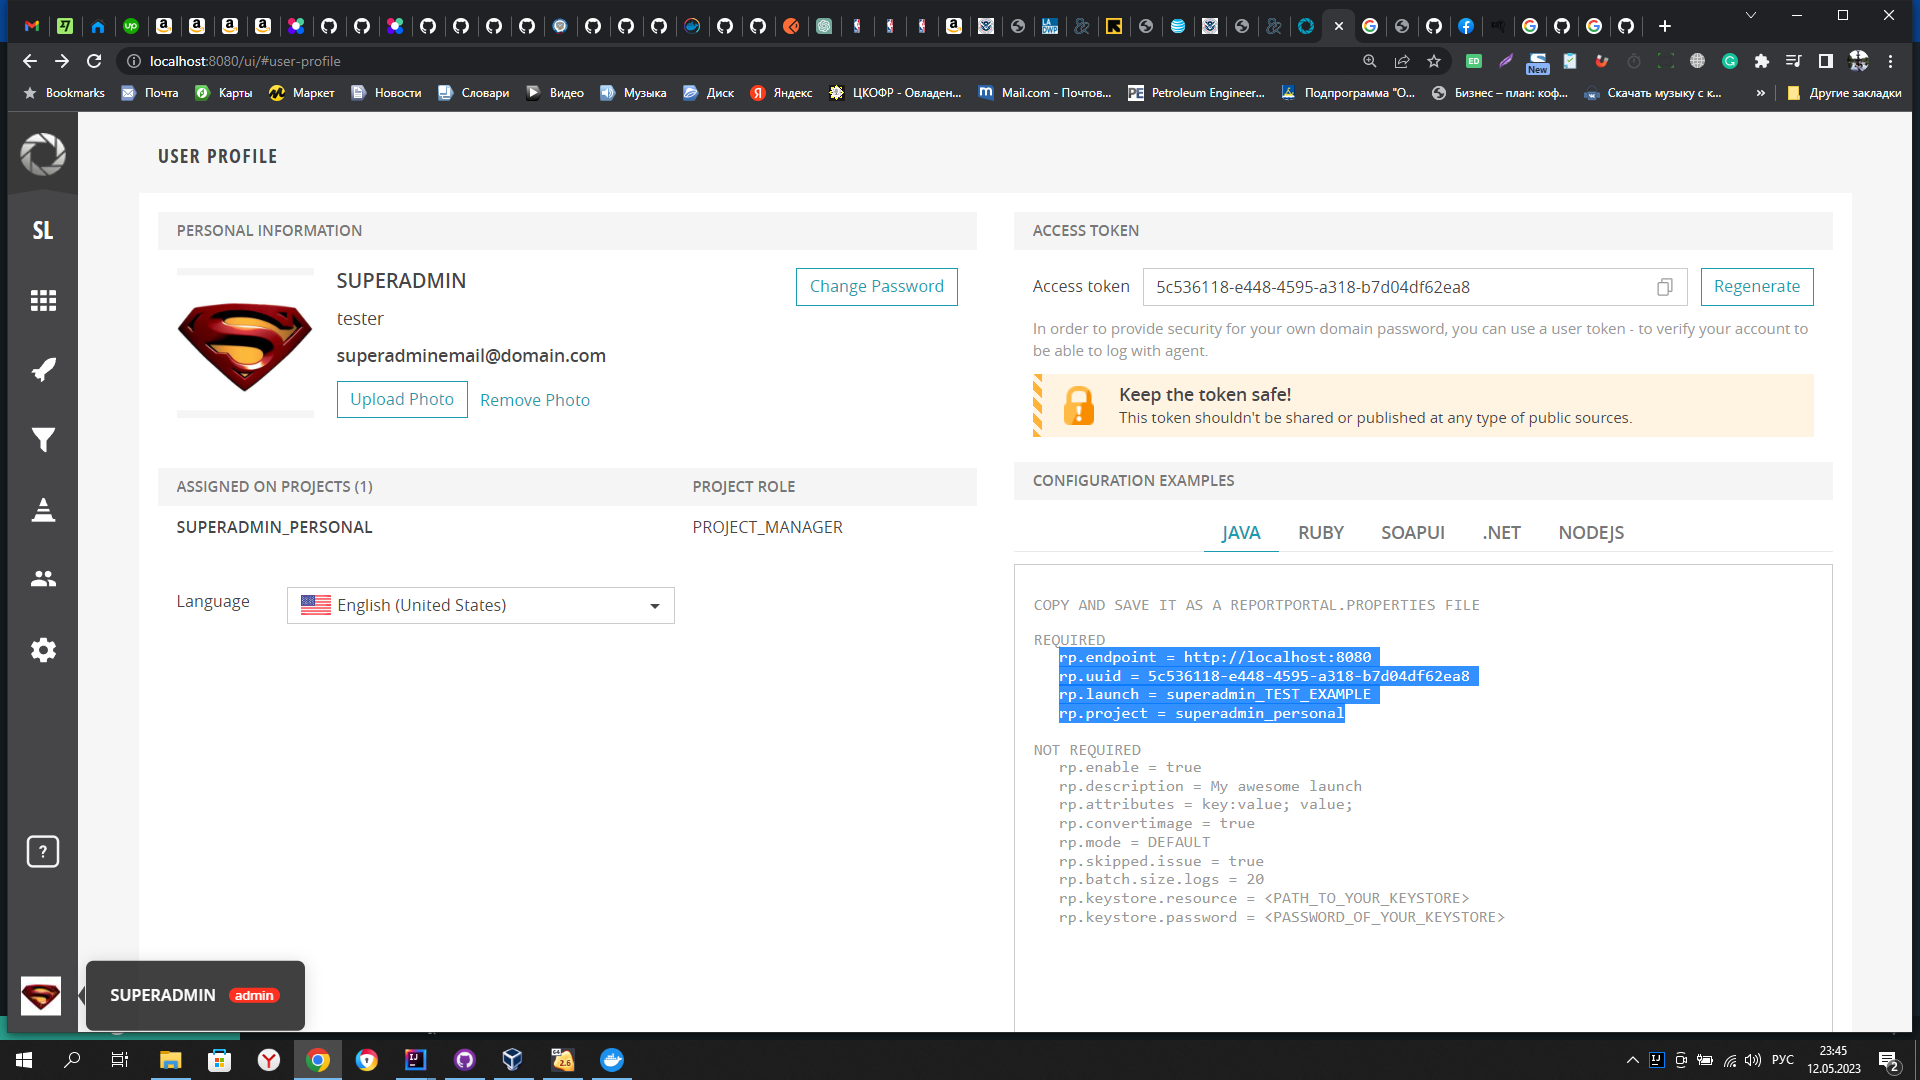 localhost:8080/ui/#user-profile
New
Bookmarks
Почта
Карты
Маркет
Новости
Словари
Видео
Музыка
Диск
Яндекс
ЦКОФР - Овладен...
Mail.com - Почтов...
Petroleum Engineer...
Подпрограмма "О...
Бизнес – план: коф...
Скачать музыку с к...
»
Другие закладки
USER PROFILE
SL
PERSONAL INFORMATION
SUPERADMIN
Change Password
tester
superadminemail@domain.com
Upload Photo
Remove Photo
ASSIGNED ON PROJECTS (1)
PROJECT ROLE
SUPERADMIN_PERSONAL
PROJECT_MANAGER
Language
English (United States)
ACCESS TOKEN
Access token
5c536118-e448-4595-a318-b7d04df62ea8
Regenerate
In order to provide security for your own domain password, you can use a user token - to verify your account to
be able to log with agent.
Keep the token safe!
This token shouldn't be shared or published at any type of public sources.
CONFIGURATION EXAMPLES
JAVA
RUBY
SOAPUI
.NET
NODEJS
COPY AND SAVE IT AS A REPORTPORTAL.PROPERTIES FILE
REQUIRED
rp.endpoint = http://localhost:8080
rp.uuid = 5c536118-e448-4595-a318-b7d04df62ea8
rp.launch = superadmin_TEST_EXAMPLE
rp.project = superadmin_personal
NOT REQUIRED
rp.enable = true
rp.description = My awesome launch
rp.attributes = key:value; value;
rp.convertimage = true
rp.mode = DEFAULT
rp.skipped.issue = true
rp.batch.size.logs = 20
rp.keystore.resource = <PATH_TO_YOUR_KEYSTORE>
rp.keystore.password = <PASSWORD_OF_YOUR_KEYSTORE>
?
SUPERADMIN admin
РУС
23:45
12.05.2023
2